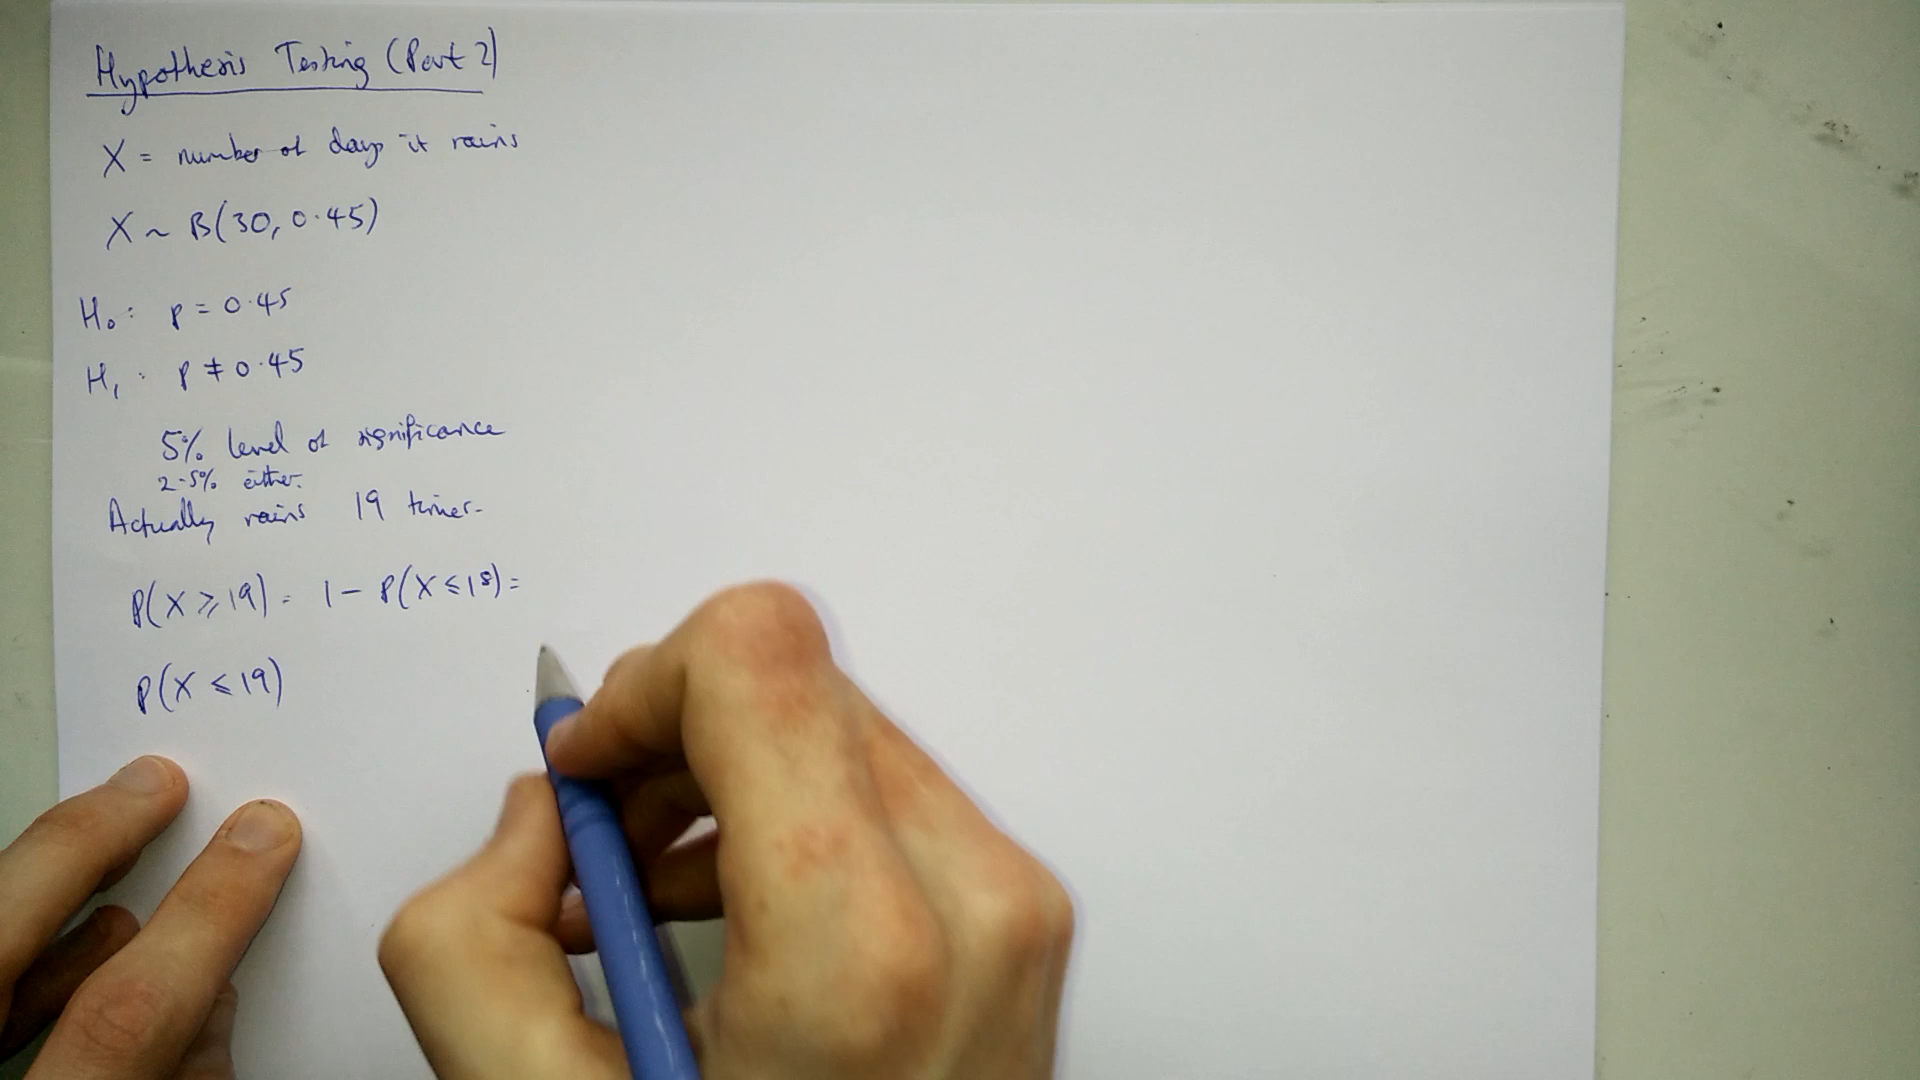 Hypothesis Testing (Part 2)
X = number of days it rains
X ~ B(30, 0.45)
H₀: p = 0.45
H₁: p ≠ 0.45
5% level of significance
2.5% either.
Actually rains 19 times.
P(X ≥ 19) = 1 - P(X ≤ 18) =
P(X ≤ 19)